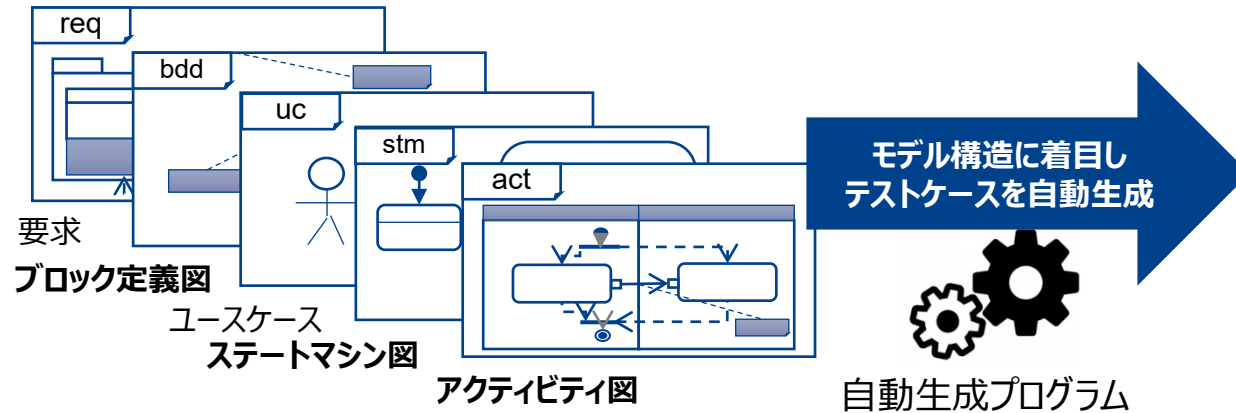 req
bdd
uc
stm
act
要求
ブロック定義図
ユースケース
ステートマシン図
アクティビティ図
モデル構造に着目し
テストケースを自動生成
自動生成プログラム